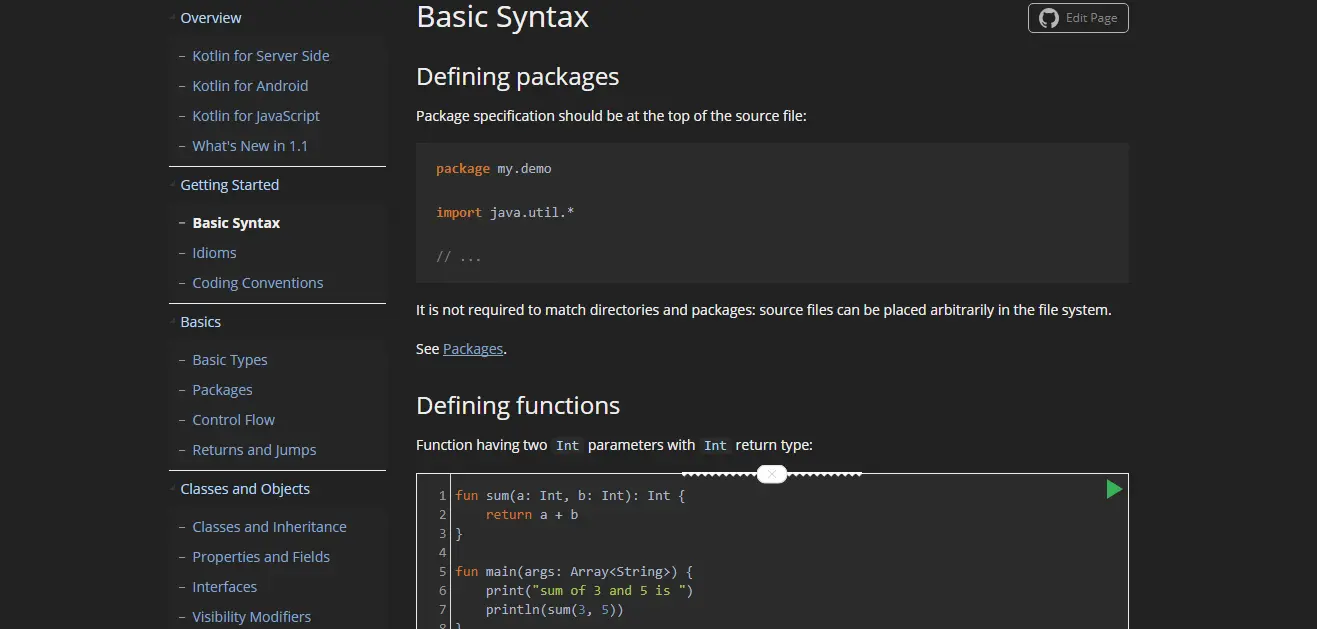 Overview
– Kotlin for Server Side
– Kotlin for Android
– Kotlin for JavaScript
– What's New in 1.1
Getting Started
– Basic Syntax
– Idioms
– Coding Conventions
Basics
– Basic Types
– Packages
– Control Flow
– Returns and Jumps
Classes and Objects
– Classes and Inheritance
– Properties and Fields
– Interfaces
– Visibility Modifiers
Basic Syntax
Edit Page
Defining packages
Package specification should be at the top of the source file:
package my.demo
import java.util.*
// ...
It is not required to match directories and packages: source files can be placed arbitrarily in the file system.
See Packages.
Defining functions
Function having two Int parameters with Int return type:
1 fun sum(a: Int, b: Int): Int {
2     return a + b
3 }
4
5 fun main(args: Array<String>) {
6     print("sum of 3 and 5 is ")
7     println(sum(3, 5))
8 }